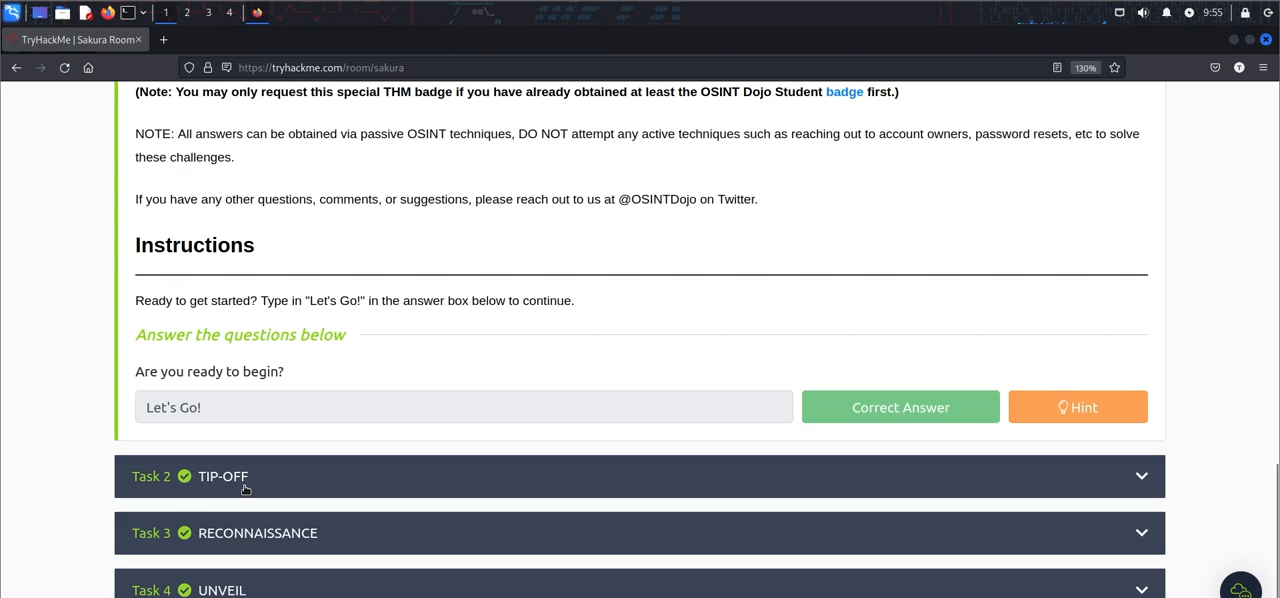 1 2 3 4 9:55
TryHackMe | Sakura Room
https://tryhackme.com/room/sakura 130%
(Note: You may only request this special THM badge if you have already obtained at least the OSINT Dojo Student badge first.)
NOTE: All answers can be obtained via passive OSINT techniques, DO NOT attempt any active techniques such as reaching out to account owners, password resets, etc to solve
these challenges.
If you have any other questions, comments, or suggestions, please reach out to us at @OSINTDojo on Twitter.
Instructions
Ready to get started? Type in "Let's Go!" in the answer box below to continue.
Answer the questions below
Are you ready to begin?
Let's Go! Correct Answer Hint
Task 2 TIP-OFF
Task 3 RECONNAISSANCE
Task 4 UNVEIL